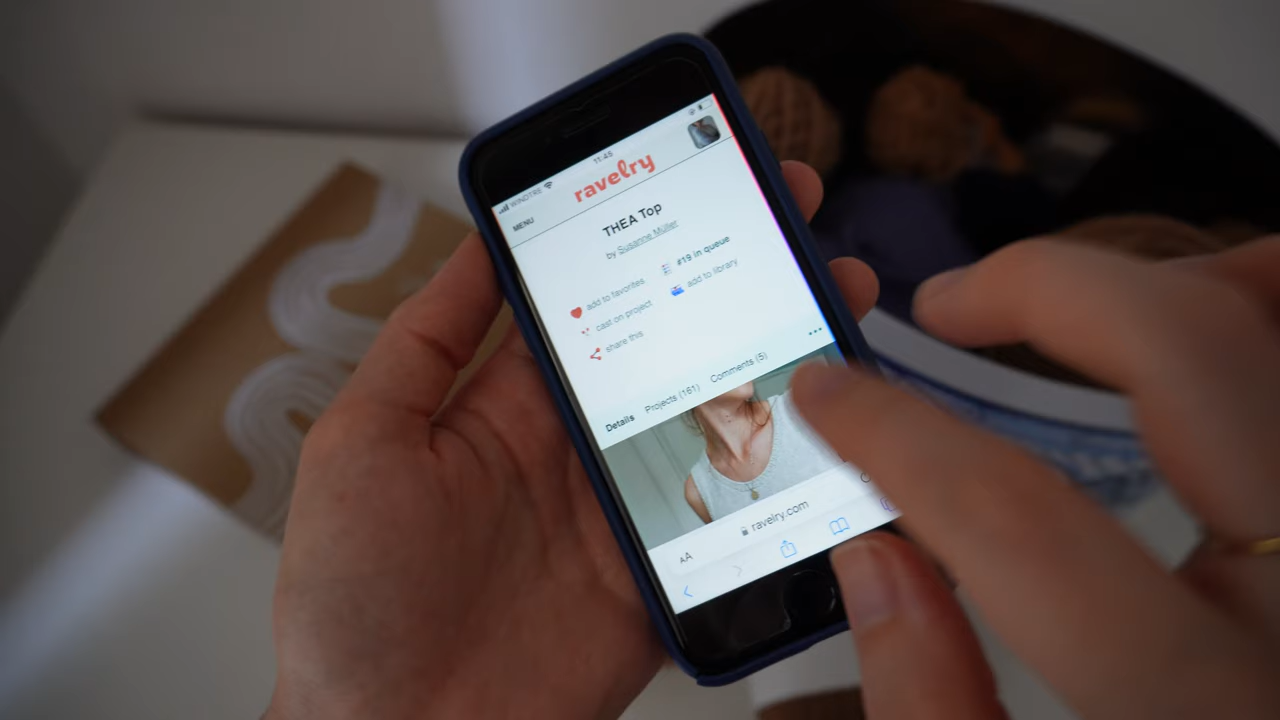 WINDTRE 11:45
MENU ravelry
THEA Top
by Susanne Müller
add to favorites #19 in queue
cast on project add to library
share this
Details Projects (161) Comments (5)
AA ravelry.com